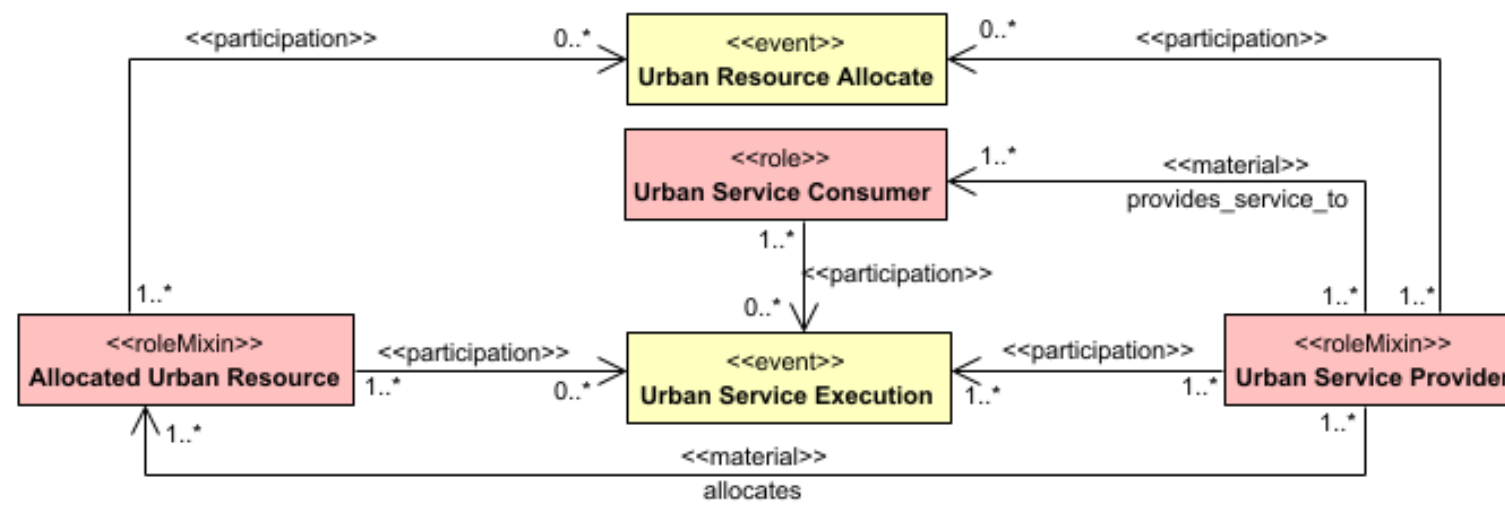 <<participation>>
0..*
<<event>>
Urban Resource Allocate
0..*
<<participation>>
<<role>>
Urban Service Consumer
1..*
<<material>>
provides_service_to
1..*
<<participation>>
0..*
1..*
1..*
1..*
<<roleMixin>>
Allocated Urban Resource
<<participation>>
1..*
0..*
<<event>>
Urban Service Execution
<<participation>>
1..*
1..*
<<roleMixin>>
Urban Service Provider
1..*
1..*
<<material>>
allocates